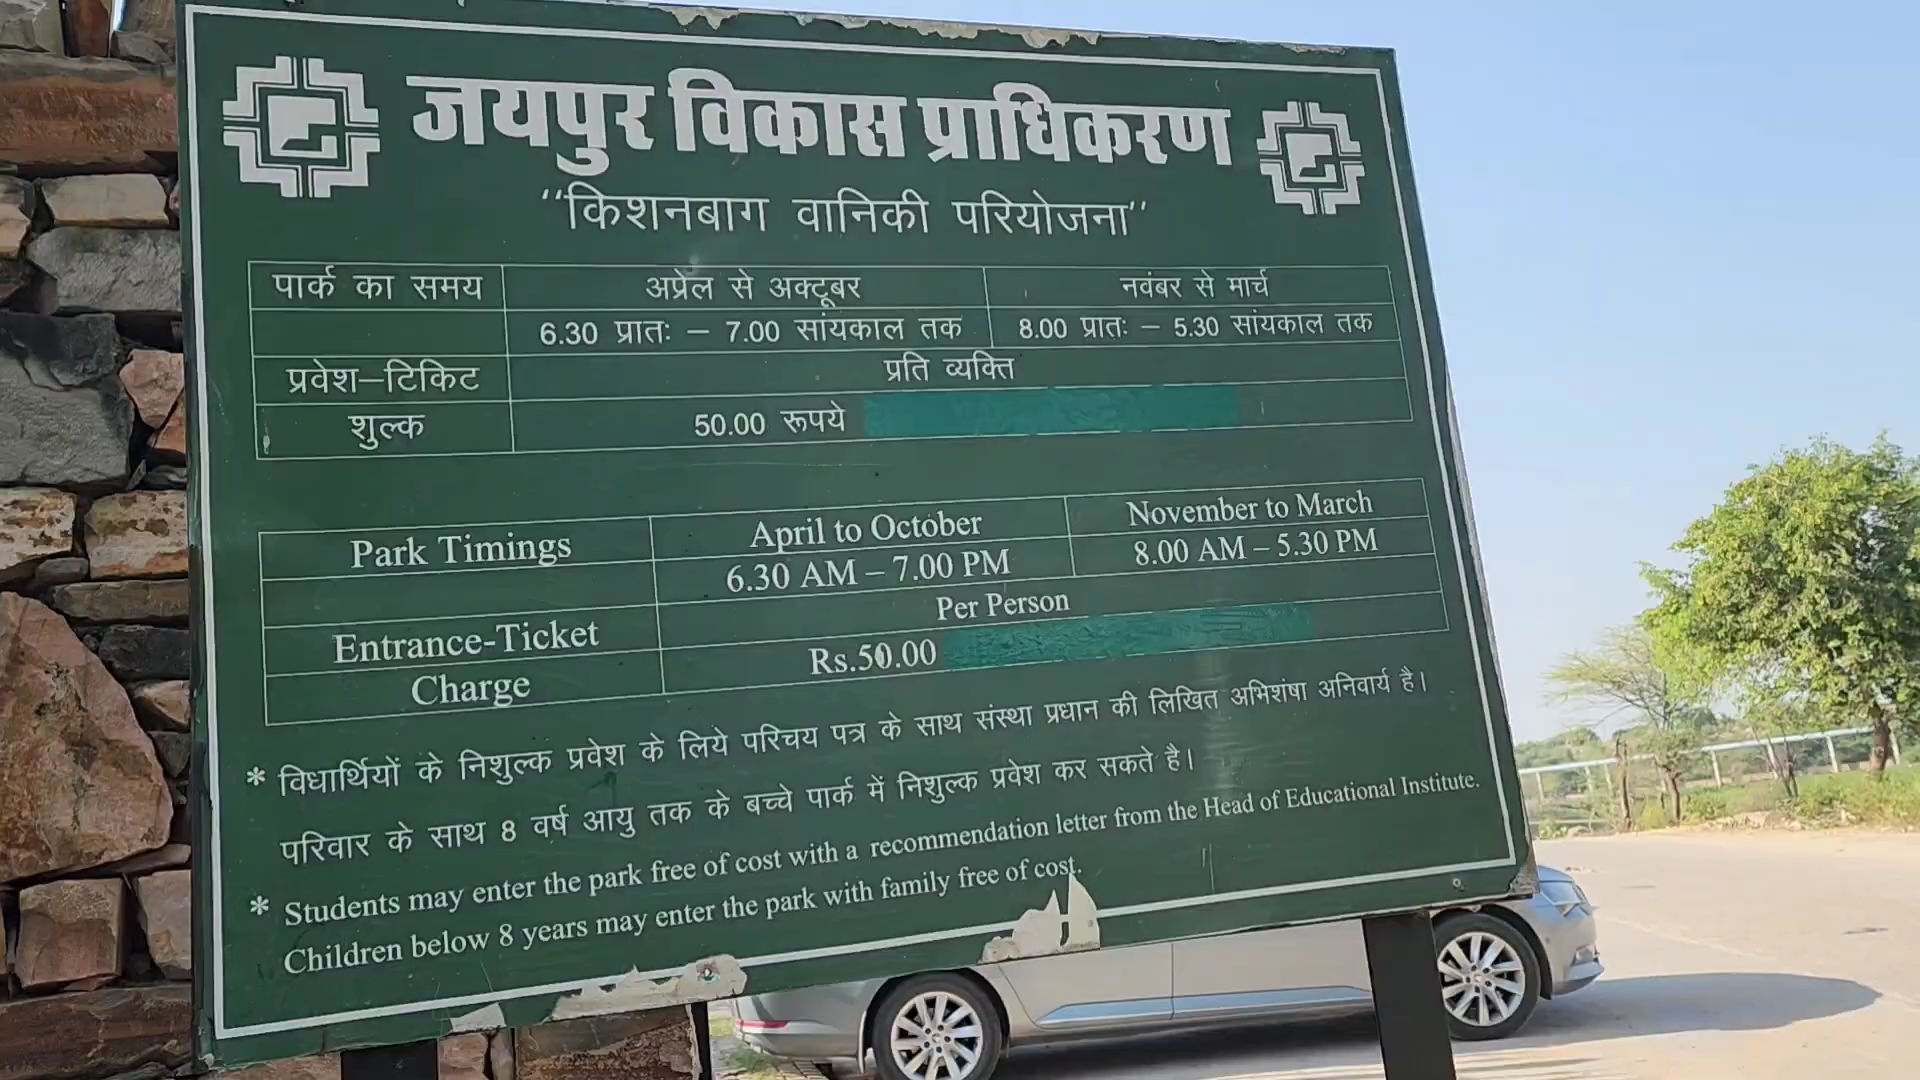 जयपुर विकास प्राधिकरण
"किशनबाग वानिकी परियोजना"
पार्क का समय अप्रेल से अक्टूबर नवंबर से मार्च
6.30 प्रातः – 7.00 सांयकाल तक 8.00 प्रातः – 5.30 सांयकाल तक
प्रवेश–टिकिट प्रति व्यक्ति
शुल्क 50.00 रूपये
Park Timings April to October November to March
6.30 AM – 7.00 PM 8.00 AM – 5.30 PM
Entrance-Ticket Per Person
Charge Rs.50.00
* विधार्थियों के निशुल्क प्रवेश के लिये परिचय पत्र के साथ संस्था प्रधान की लिखित अभिशंषा अनिवार्य है।
परिवार के साथ 8 वर्ष आयु तक के बच्चे पार्क में निशुल्क प्रवेश कर सकते है।
* Students may enter the park free of cost with a recommendation letter from the Head of Educational Institute.
Children below 8 years may enter the park with family free of cost.